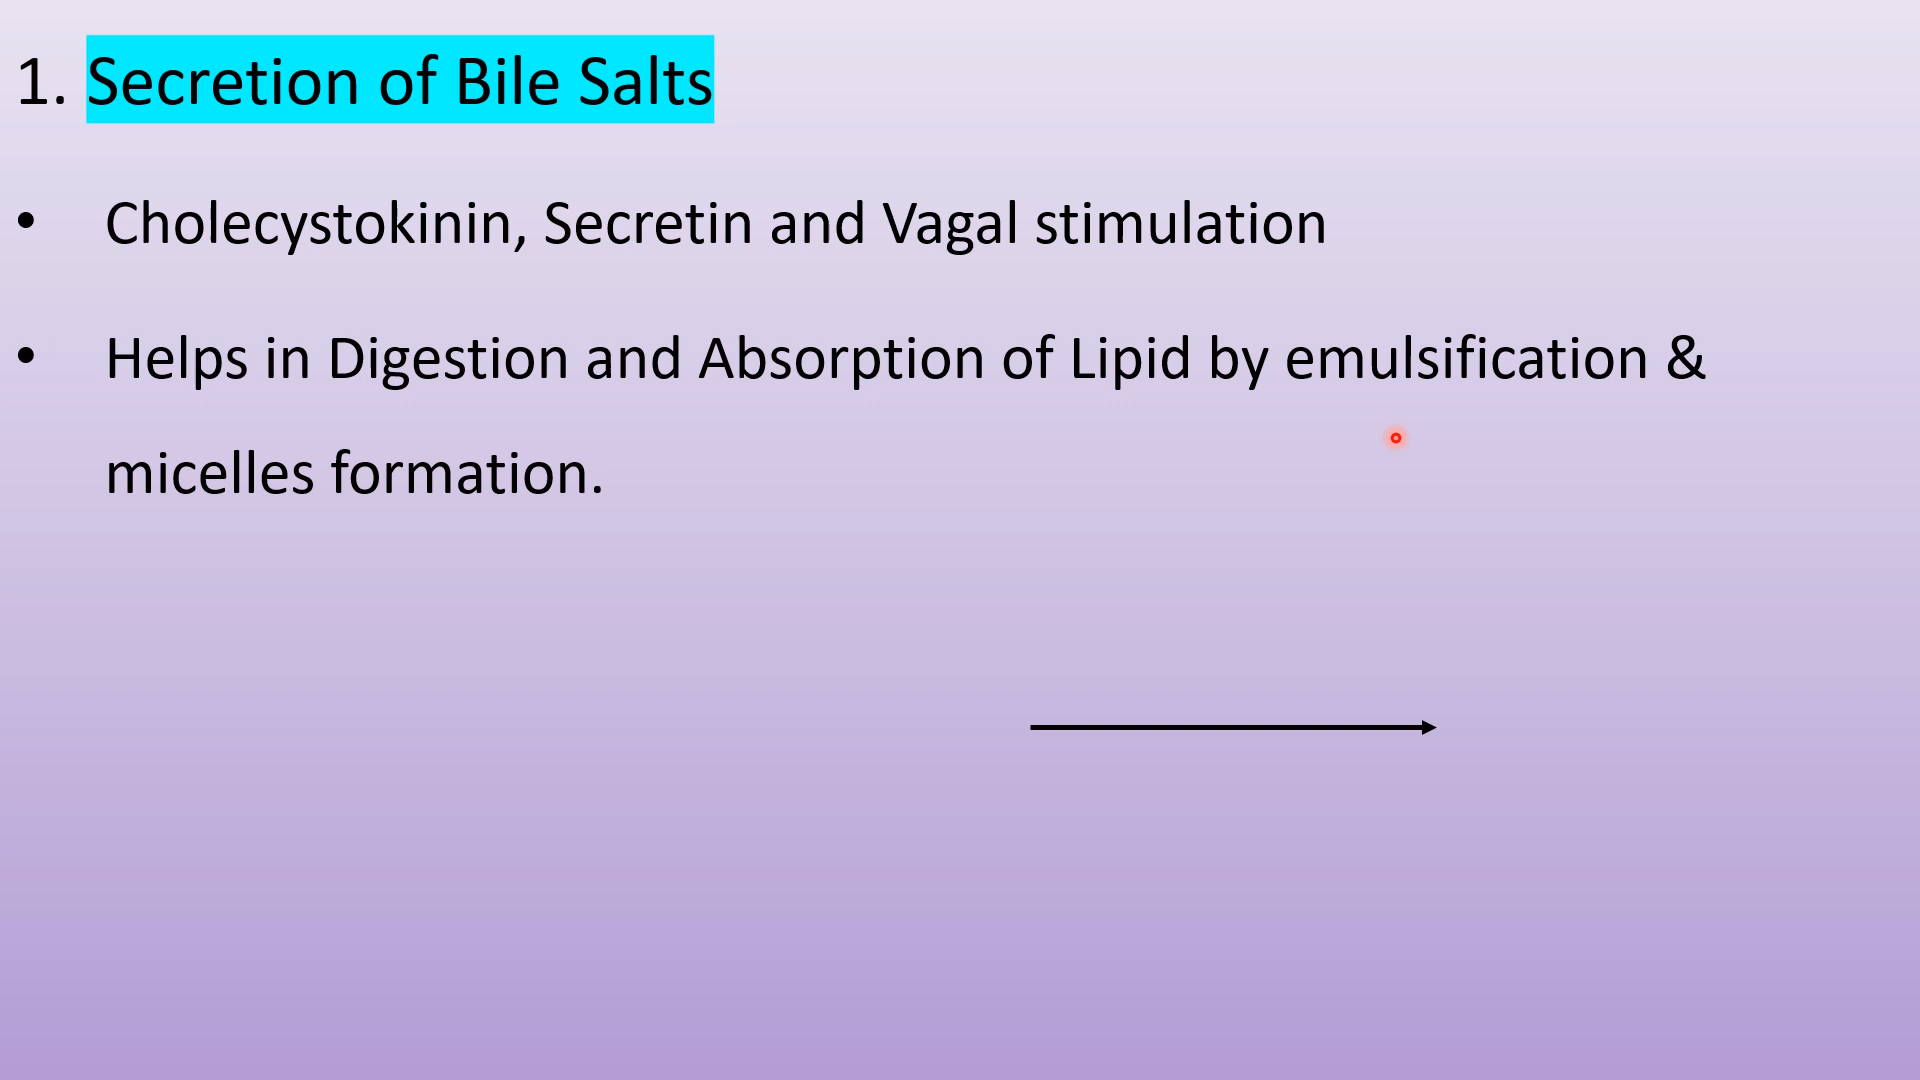 1. Secretion of Bile Salts
• Cholecystokinin, Secretin and Vagal stimulation
• Helps in Digestion and Absorption of Lipid by emulsification &
micelles formation.